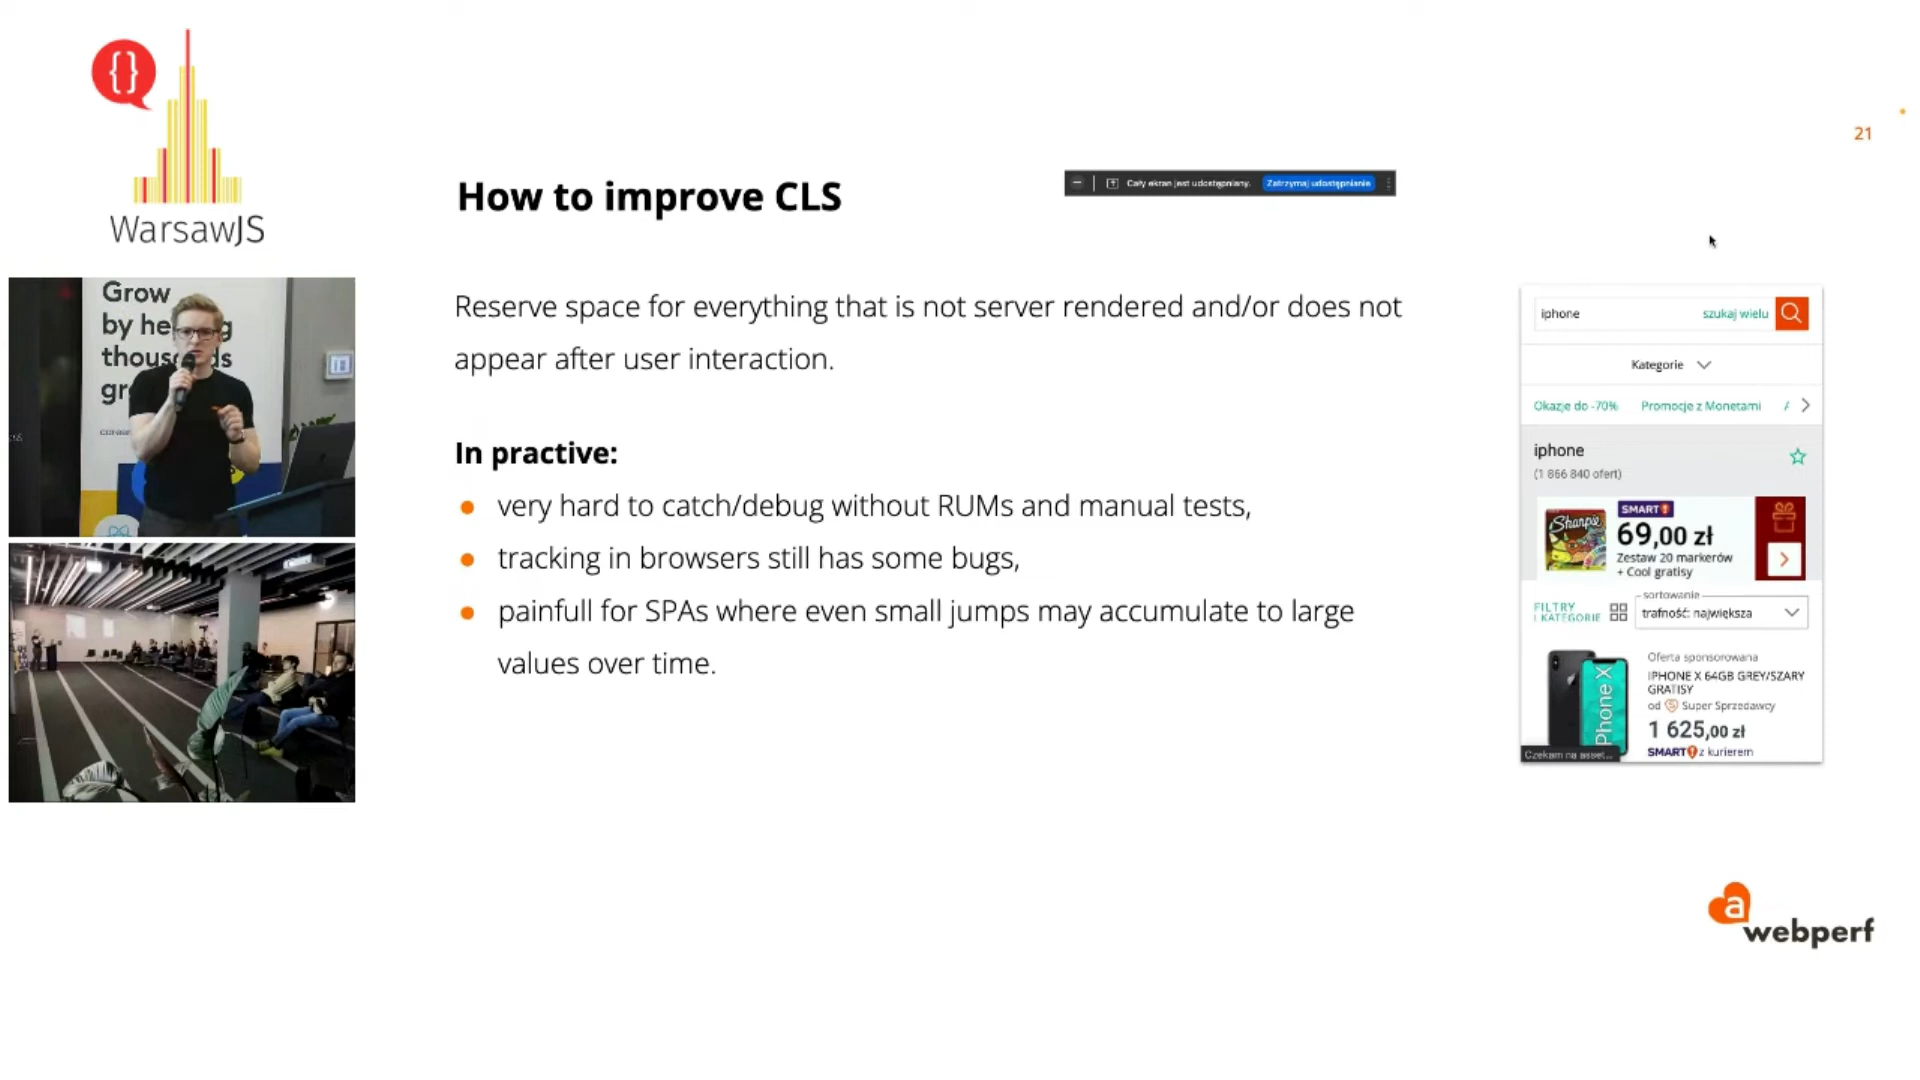 {}
WarsawJS
21
How to improve CLS
Cały ekran jest udostępniany.
Zatrzymaj udostępnianie
Reserve space for everything that is not server rendered and/or does not
appear after user interaction.
In practive:
very hard to catch/debug without RUMs and manual tests,
tracking in browsers still has some bugs,
painfull for SPAs where even small jumps may accumulate to large
values over time.
Grow
by
thous
gr
iphone
szukaj wielu
Kategorie
Okazje do -70%
Promocje z Monetami
iphone
(1 866 840 ofert)
Sharpie
SMART!
69,00 zł
Zestaw 20 markerów
+ Cool gratisy
FILTRY
I KATEGORIE
sortowanie
trafność: największa
Oferta sponsorowana
IPHONE X 64GB GREY/SZARY
GRATISY
od Super Sprzedawcy
1 625,00 zł
SMART! z kurierem
iPhone X
Czekam na asset...
a
webperf